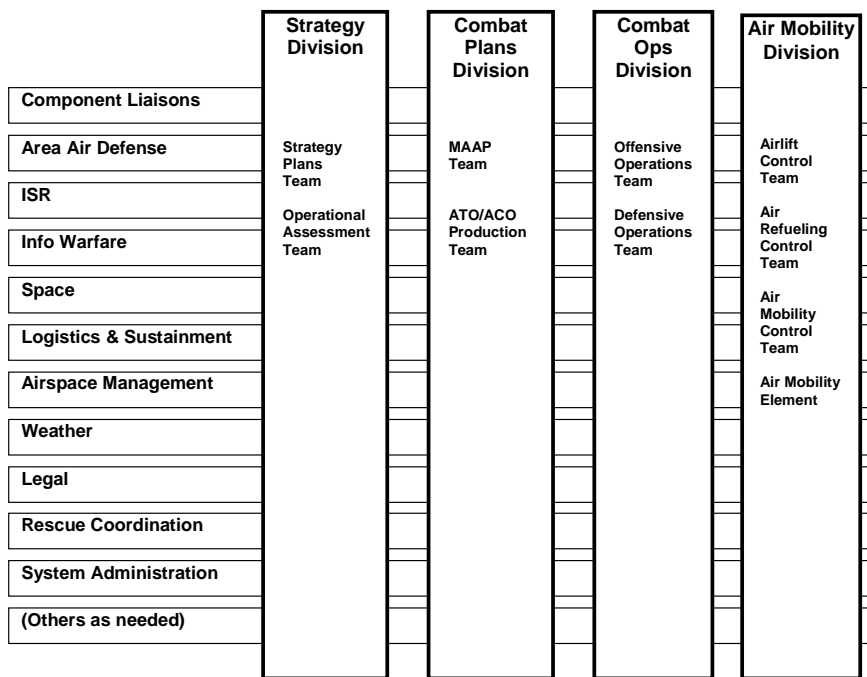 Strategy
Division
Combat
Plans
Division
Combat
Ops
Division
Air Mobility
Division
Component Liaisons
Area Air Defense
ISR
Info Warfare
Space
Logistics & Sustainment
Airspace Management
Weather
Legal
Rescue Coordination
System Administration
(Others as needed)
Strategy
Plans
Team
Operational
Assessment
Team
MAAP
Team
ATO/ACO
Production
Team
Offensive
Operations
Team
Defensive
Operations
Team
Airlift
Control
Team
Air
Refueling
Control
Team
Air
Mobility
Control
Team
Air Mobility
Element